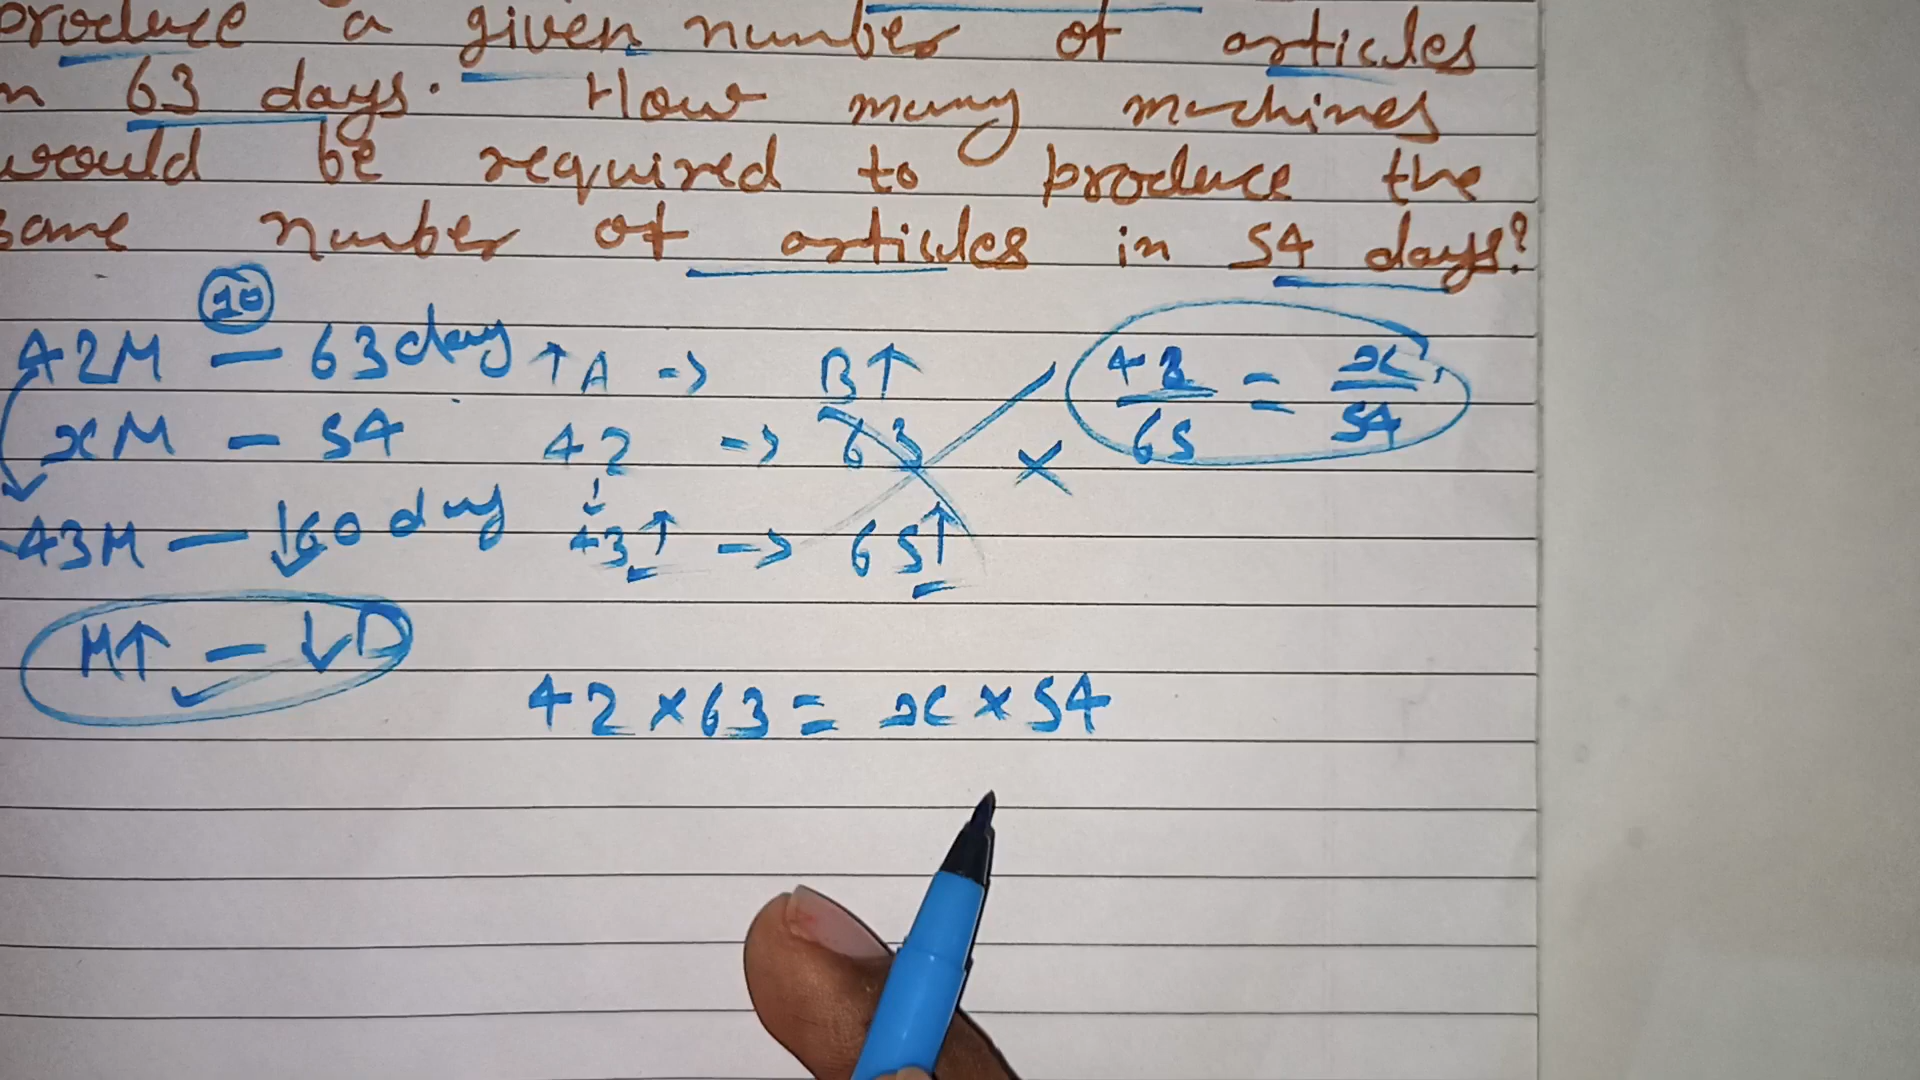 produce a given number of articles
n 63 days. How many machines
would be required to produce the
same number of articles in 54 days?
10
42M — 63 day
xM — 54
43M — ↓60 day
M↑ — ↓D
↑A -> B↑
42 -> 63
↓
43↑ -> 65↑
×
42/65 = x/54
42 × 63 = x × 54